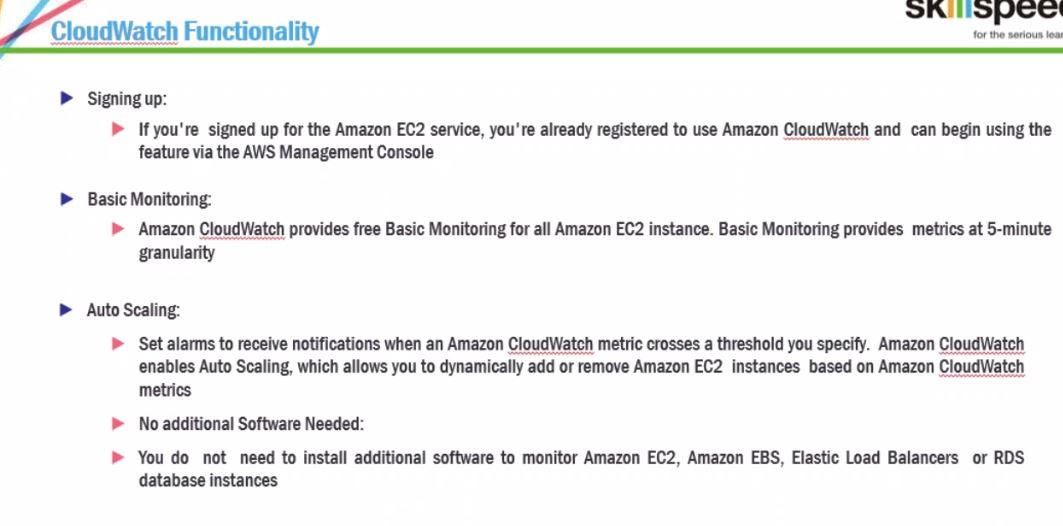 CloudWatch Functionality
skillspee
for the serious lear
Signing up:
If you're signed up for the Amazon EC2 service, you're already registered to use Amazon CloudWatch and can begin using the
feature via the AWS Management Console
Basic Monitoring:
Amazon CloudWatch provides free Basic Monitoring for all Amazon EC2 instance. Basic Monitoring provides metrics at 5-minute
granularity
Auto Scaling:
Set alarms to receive notifications when an Amazon CloudWatch metric crosses a threshold you specify. Amazon CloudWatch
enables Auto Scaling, which allows you to dynamically add or remove Amazon EC2 instances based on Amazon CloudWatch
metrics
No additional Software Needed:
You do not need to install additional software to monitor Amazon EC2, Amazon EBS, Elastic Load Balancers or RDS
database instances